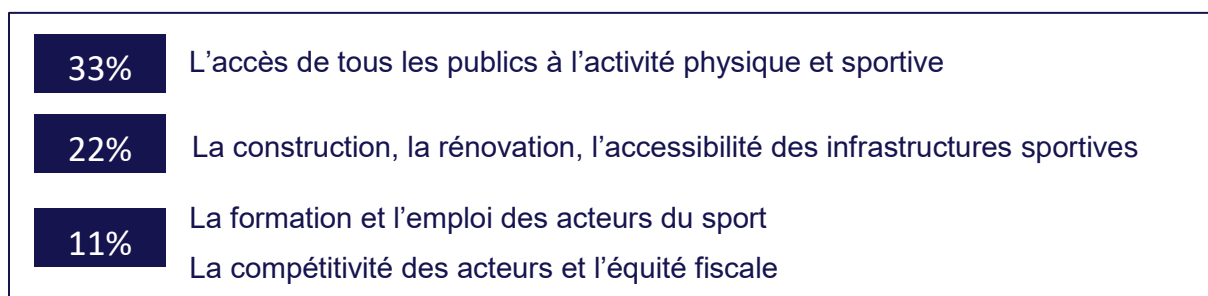 33%
L’accès de tous les publics à l’activité physique et sportive
22%
La construction, la rénovation, l’accessibilité des infrastructures sportives
11%
La formation et l’emploi des acteurs du sport
La compétitivité des acteurs et l’équité fiscale